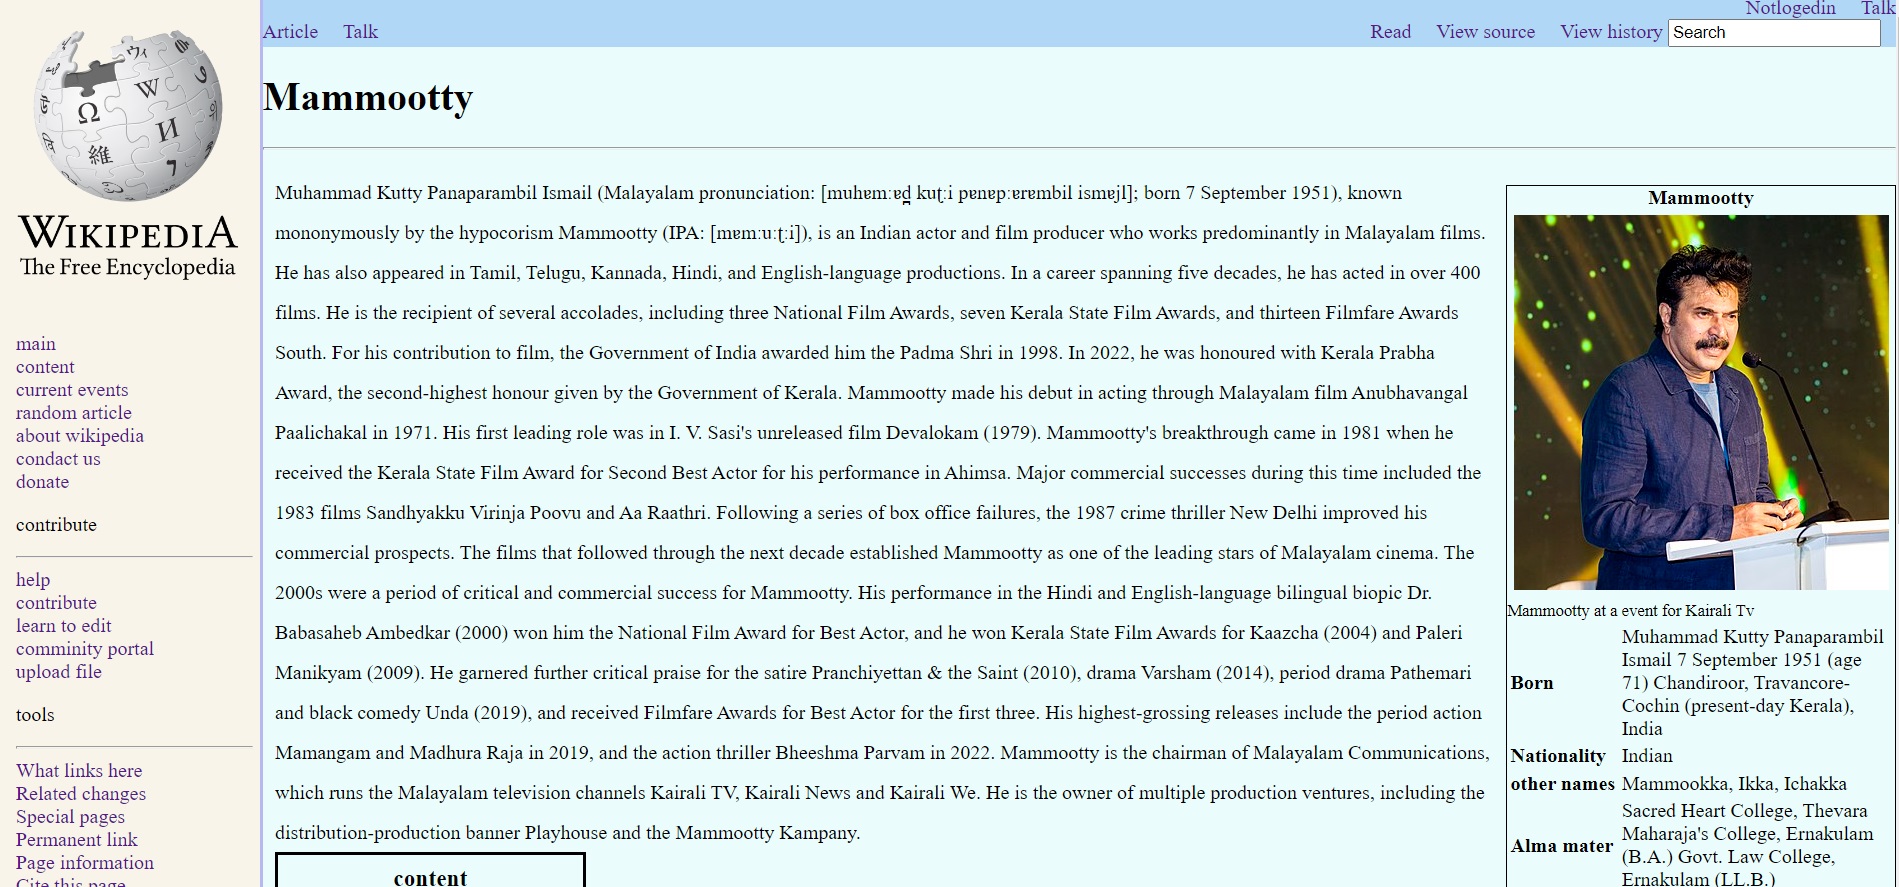 Notlogedin Talk
Article Talk Read View source View history Search
WIKIPEDIA
The Free Encyclopedia
main
content
current events
random article
about wikipedia
condact us
donate
contribute
help
contribute
learn to edit
comminity portal
upload file
tools
What links here
Related changes
Special pages
Permanent link
Page information
Cite this page
Mammootty
Muhammad Kutty Panaparambil Ismail (Malayalam pronunciation: [muhɐmːɐd̪ kuʈːi pɐnɐpːɐrɐmbil ismɐjl]; born 7 September 1951), known
mononymously by the hypocorism Mammootty (IPA: [mɐmːuːʈːi]), is an Indian actor and film producer who works predominantly in Malayalam films.
He has also appeared in Tamil, Telugu, Kannada, Hindi, and English-language productions. In a career spanning five decades, he has acted in over 400
films. He is the recipient of several accolades, including three National Film Awards, seven Kerala State Film Awards, and thirteen Filmfare Awards
South. For his contribution to film, the Government of India awarded him the Padma Shri in 1998. In 2022, he was honoured with Kerala Prabha
Award, the second-highest honour given by the Government of Kerala. Mammootty made his debut in acting through Malayalam film Anubhavangal
Paalichakal in 1971. His first leading role was in I. V. Sasi's unreleased film Devalokam (1979). Mammootty's breakthrough came in 1981 when he
received the Kerala State Film Award for Second Best Actor for his performance in Ahimsa. Major commercial successes during this time included the
1983 films Sandhyakku Virinja Poovu and Aa Raathri. Following a series of box office failures, the 1987 crime thriller New Delhi improved his
commercial prospects. The films that followed through the next decade established Mammootty as one of the leading stars of Malayalam cinema. The
2000s were a period of critical and commercial success for Mammootty. His performance in the Hindi and English-language bilingual biopic Dr.
Babasaheb Ambedkar (2000) won him the National Film Award for Best Actor, and he won Kerala State Film Awards for Kaazcha (2004) and Paleri
Manikyam (2009). He garnered further critical praise for the satire Pranchiyettan & the Saint (2010), drama Varsham (2014), period drama Pathemari
and black comedy Unda (2019), and received Filmfare Awards for Best Actor for the first three. His highest-grossing releases include the period action
Mamangam and Madhura Raja in 2019, and the action thriller Bheeshma Parvam in 2022. Mammootty is the chairman of Malayalam Communications,
which runs the Malayalam television channels Kairali TV, Kairali News and Kairali We. He is the owner of multiple production ventures, including the
distribution-production banner Playhouse and the Mammootty Kampany.
content
Mammootty
Mammootty at a event for Kairali Tv
Born
Muhammad Kutty Panaparambil
Ismail 7 September 1951 (age
71) Chandiroor, Travancore-
Cochin (present-day Kerala),
India
Nationality Indian
other names Mammookka, Ikka, Ichakka
Alma mater
Sacred Heart College, Thevara
Maharaja's College, Ernakulam
(B.A.) Govt. Law College,
Ernakulam (LL.B.)
Ω
W
И
維